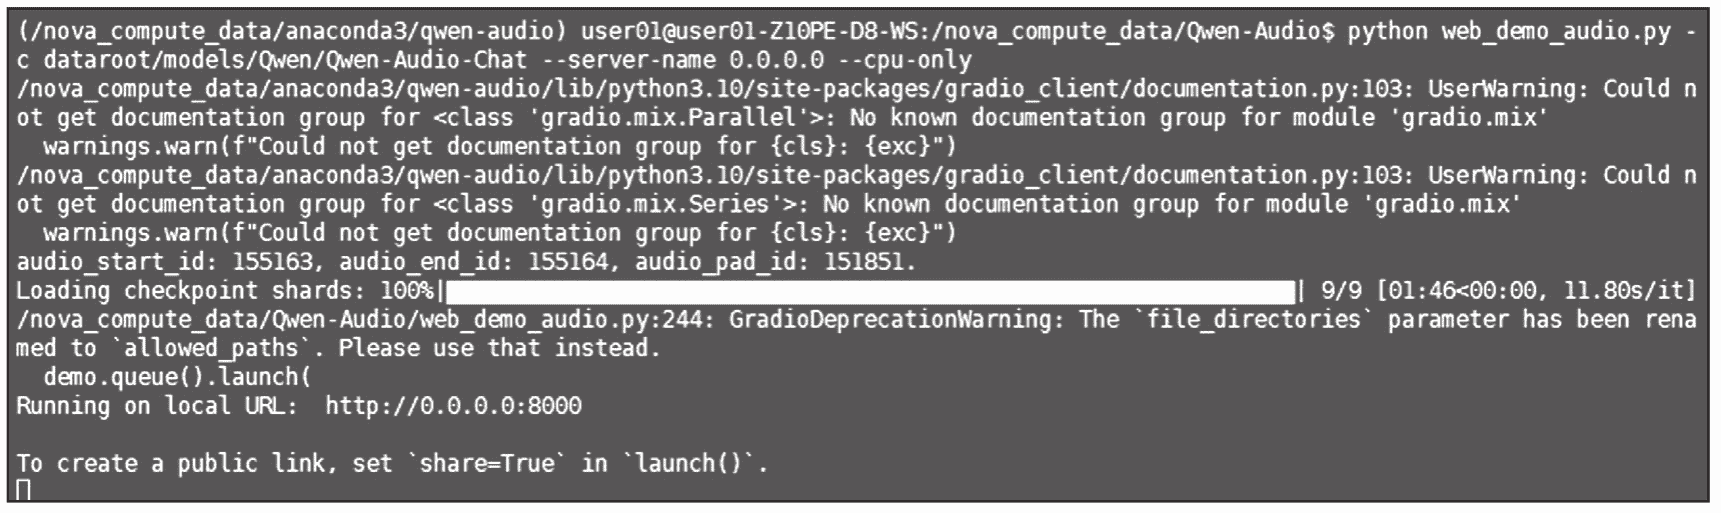 (/nova_compute_data/anaconda3/qwen-audio) user01@user01-Z10PE-D8-WS:/nova_compute_data/Qwen-Audio$ python web_demo_audio.py -
c dataroot/models/Qwen/Qwen-Audio-Chat --server-name 0.0.0.0 --cpu-only
/nova_compute_data/anaconda3/qwen-audio/lib/python3.10/site-packages/gradio_client/documentation.py:103: UserWarning: Could n
ot get documentation group for <class 'gradio.mix.Parallel'>: No known documentation group for module 'gradio.mix'
  warnings.warn(f"Could not get documentation group for {cls}: {exc}")
/nova_compute_data/anaconda3/qwen-audio/lib/python3.10/site-packages/gradio_client/documentation.py:103: UserWarning: Could n
ot get documentation group for <class 'gradio.mix.Series'>: No known documentation group for module 'gradio.mix'
  warnings.warn(f"Could not get documentation group for {cls}: {exc}")
audio_start_id: 155163, audio_end_id: 155164, audio_pad_id: 151851.
Loading checkpoint shards: 100%|██████████| 9/9 [01:46<00:00, 11.80s/it]
/nova_compute_data/Qwen-Audio/web_demo_audio.py:244: GradioDeprecationWarning: The `file_directories` parameter has been rena
med to `allowed_paths`. Please use that instead.
  demo.queue().launch(
Running on local URL:  http://0.0.0.0:8000
To create a public link, set `share=True` in `launch()`.